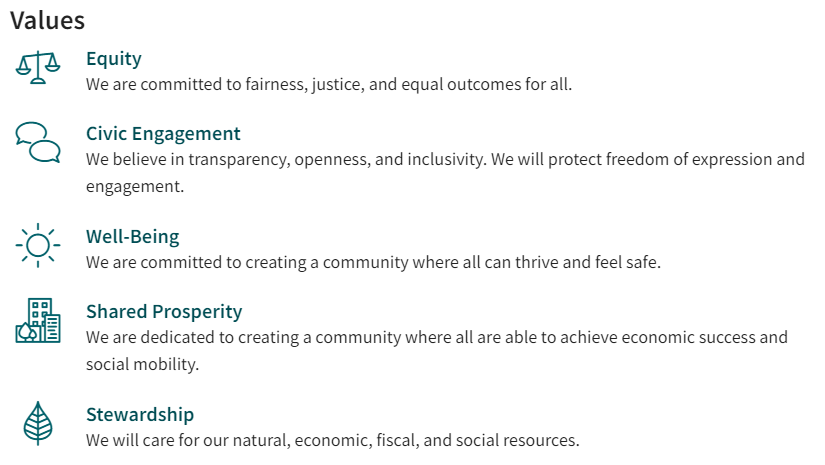 Values
Equity
We are committed to fairness, justice, and equal outcomes for all.
Civic Engagement
We believe in transparency, openness, and inclusivity. We will protect freedom of expression and
engagement.
Well-Being
We are committed to creating a community where all can thrive and feel safe.
Shared Prosperity
We are dedicated to creating a community where all are able to achieve economic success and
social mobility.
Stewardship
We will care for our natural, economic, fiscal, and social resources.